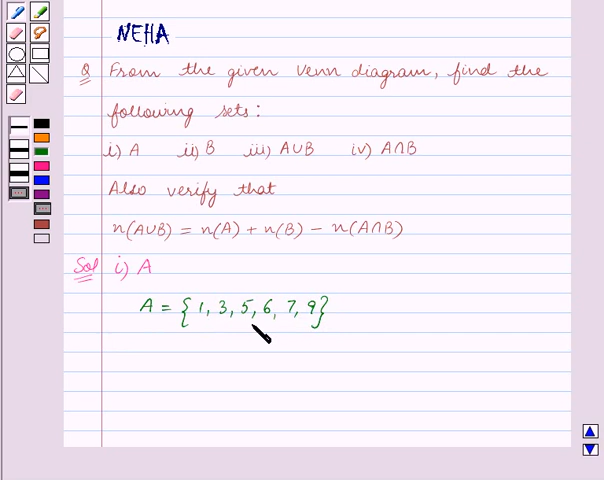 NEHA
Q From the given venn diagram, find the
following sets:
i) A ii) B iii) A∪B iv) A∩B
Also verify that
n(A∪B) = n(A) + n(B) - n(A∩B)
Sol i) A
A = {1, 3, 5, 6, 7, 9}